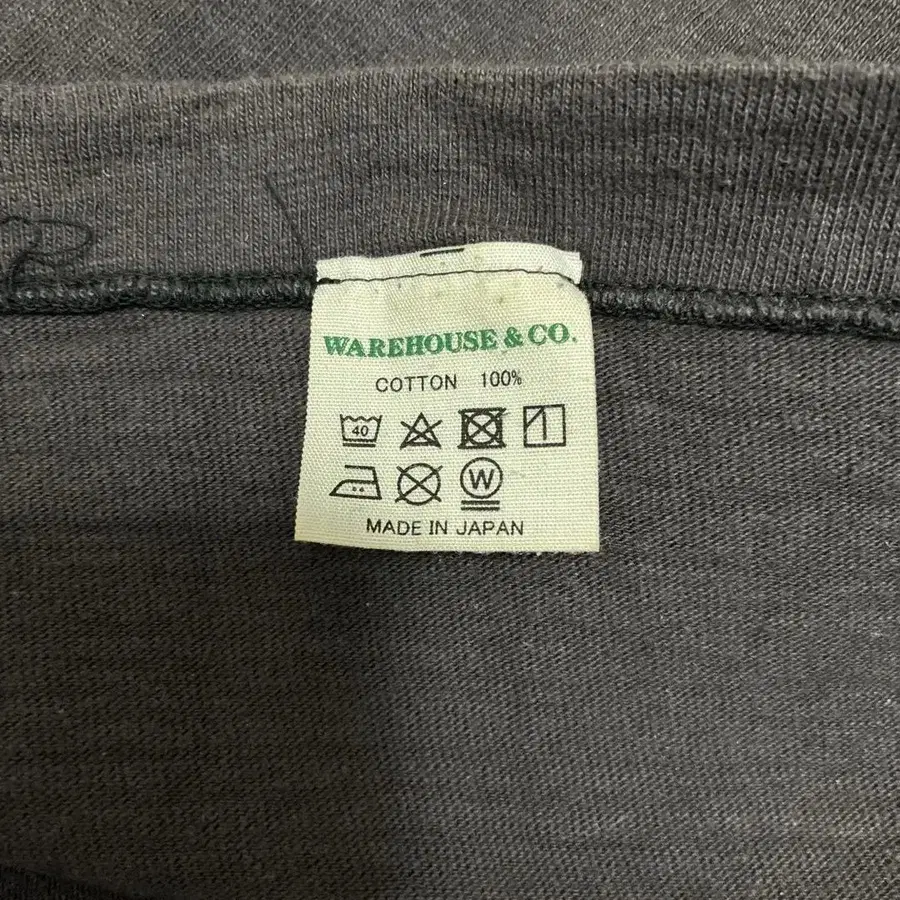 WAREHOUSE & CO.
COTTON 100%
40
W
MADE IN JAPAN